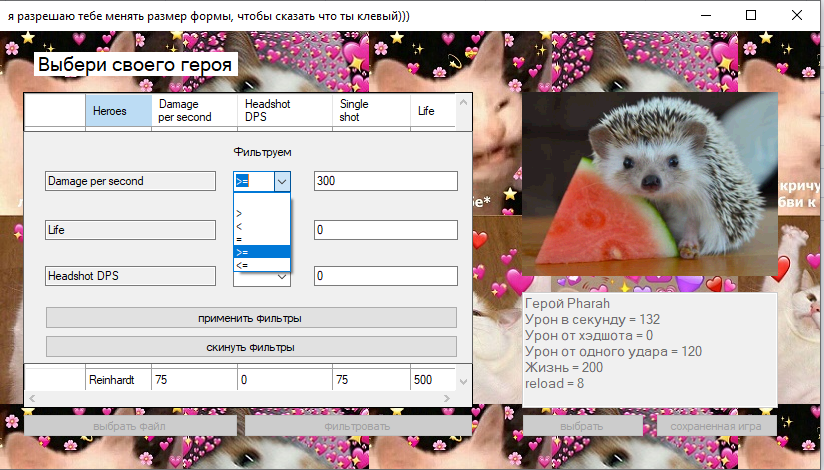 я разрешаю тебе менять размер формы, чтобы сказать что ты клевый)))
Выбери своего героя
Heroes
Damage
per second
Headshot
DPS
Single
shot
Life
Фильтруем
Damage per second
>=
300
>
<
=
>=
<=
Life
0
Headshot DPS
0
применить фильтры
скинуть фильтры
Reinhardt 75 0 75 500
выбрать файл
фильтровать
Герой Pharah
Урон в секунду = 132
Урон от хэдшота = 0
Урон от одного удара = 120
Жизнь = 200
reload = 8
выбрать
сохраненная игра